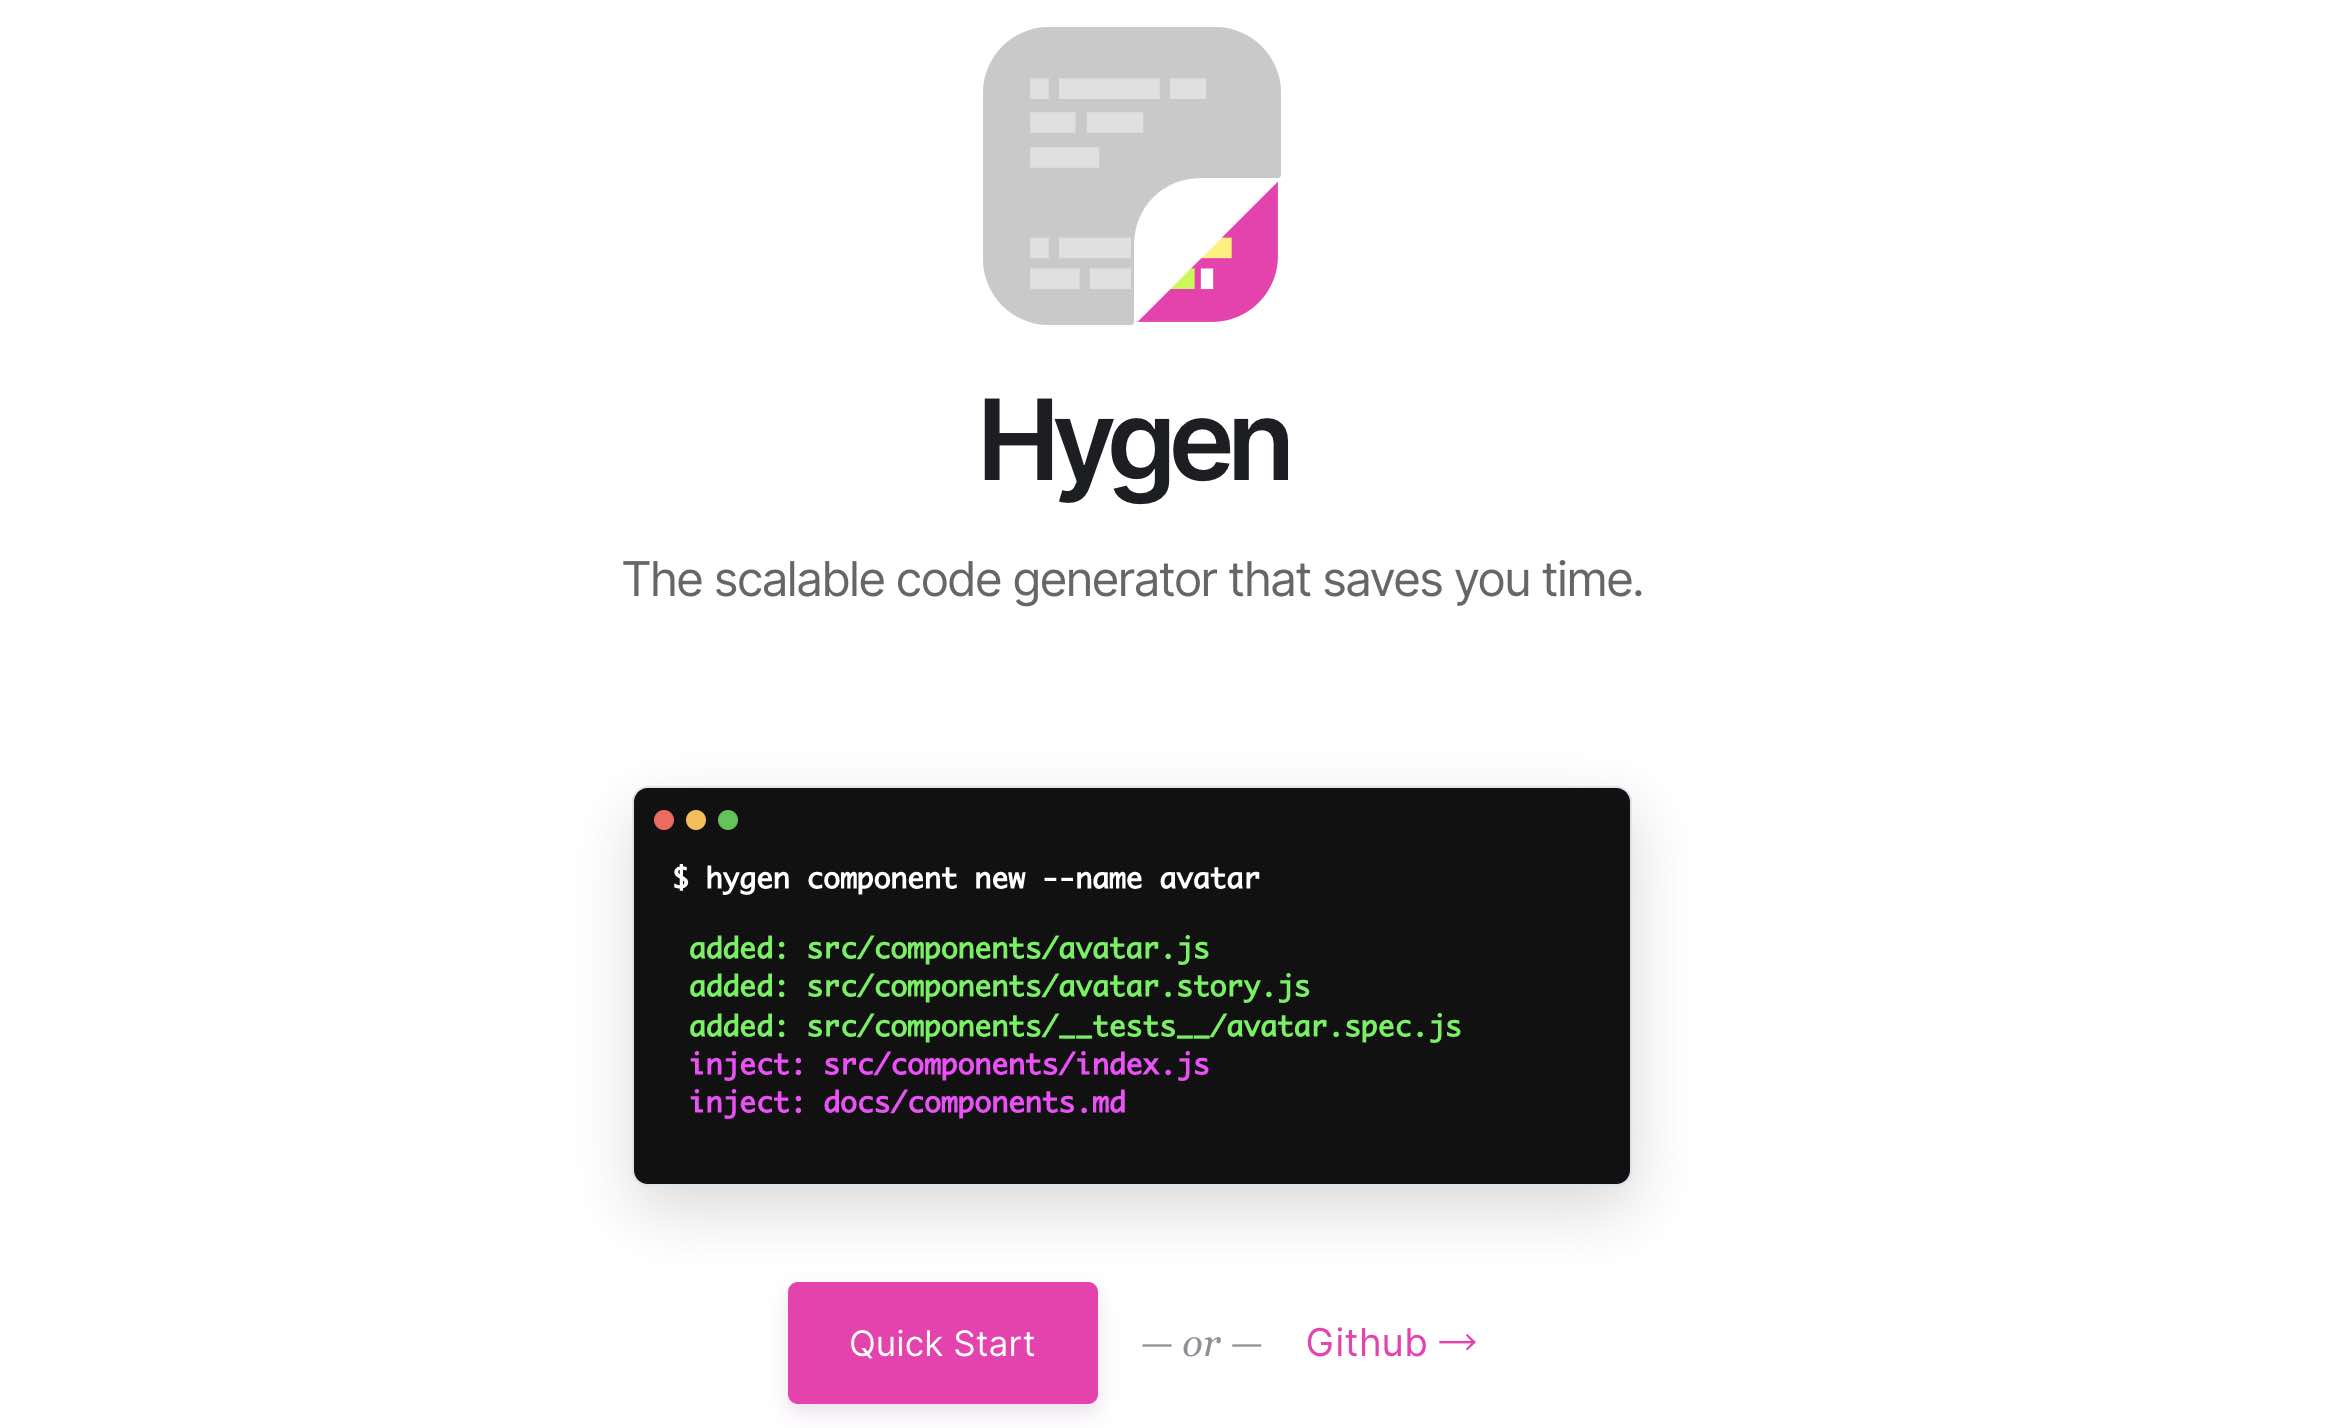 Hygen
The scalable code generator that saves you time.
$ hygen component new --name avatar
added: src/components/avatar.js
added: src/components/avatar.story.js
added: src/components/__tests__/avatar.spec.js
inject: src/components/index.js
inject: docs/components.md
Quick Start — or — Github →